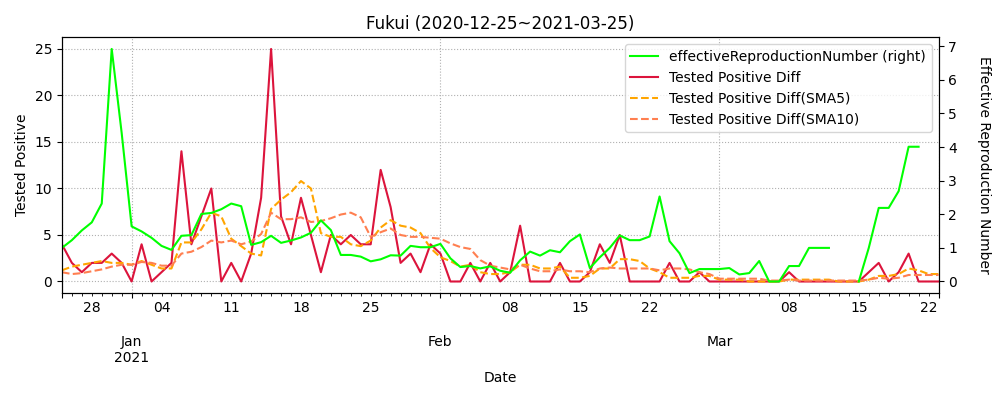 Fukui (2020-12-25~2021-03-25)
effectiveReproductionNumber (right)
Tested Positive Diff
Tested Positive Diff(SMA5)
Tested Positive Diff(SMA10)
Tested Positive
25
20
15
10
5
0
Effective Reproduction Number
7
6
5
4
3
2
1
0
28 04 11 18 25 08 15 22 08 15 22
Jan Feb Mar
2021
Date